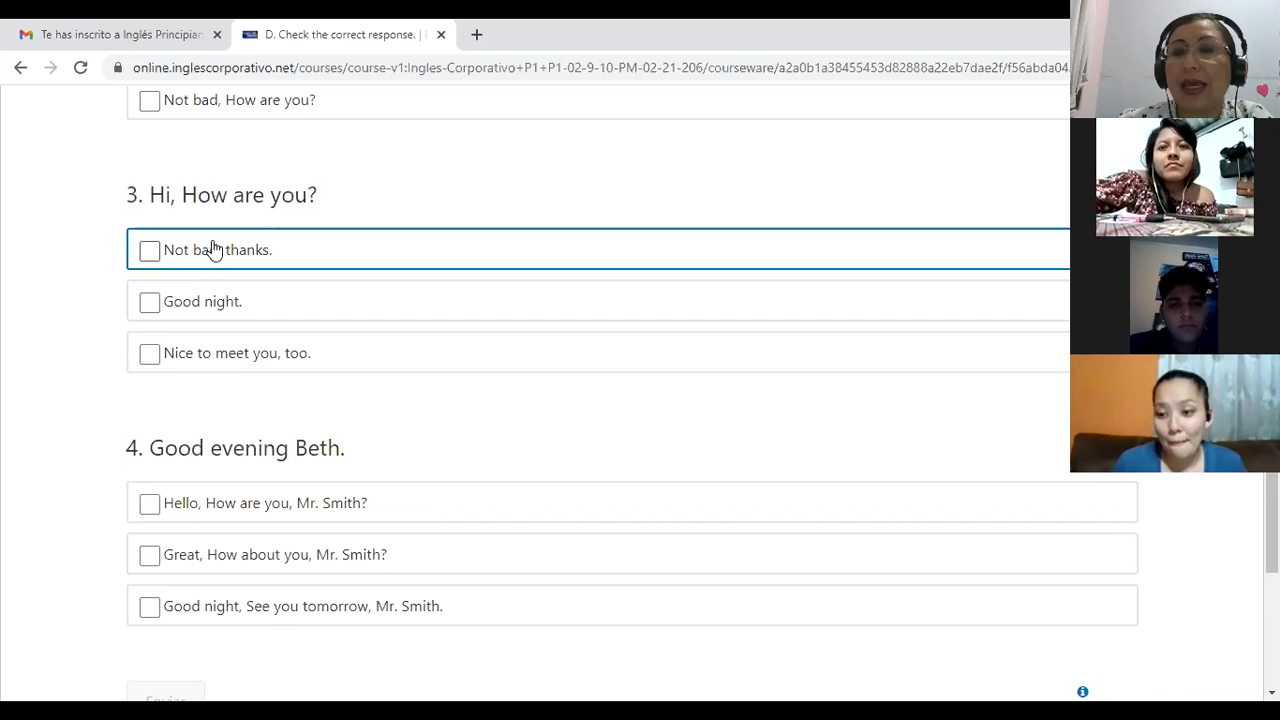 Te has inscrito a Inglés Principian
D. Check the correct response. |
online.inglescorporativo.net/courses/course-v1:Ingles-Corporativo+P1+P1-02-9-10-PM-02-21-206/courseware/a2a0b1a38455453d82888a22eb7dae2f/f56abda04
Not bad, How are you?
3. Hi, How are you?
Not bad, thanks.
Good night.
Nice to meet you, too.
4. Good evening Beth.
Hello, How are you, Mr. Smith?
Great, How about you, Mr. Smith?
Good night, See you tomorrow, Mr. Smith.
Enviar